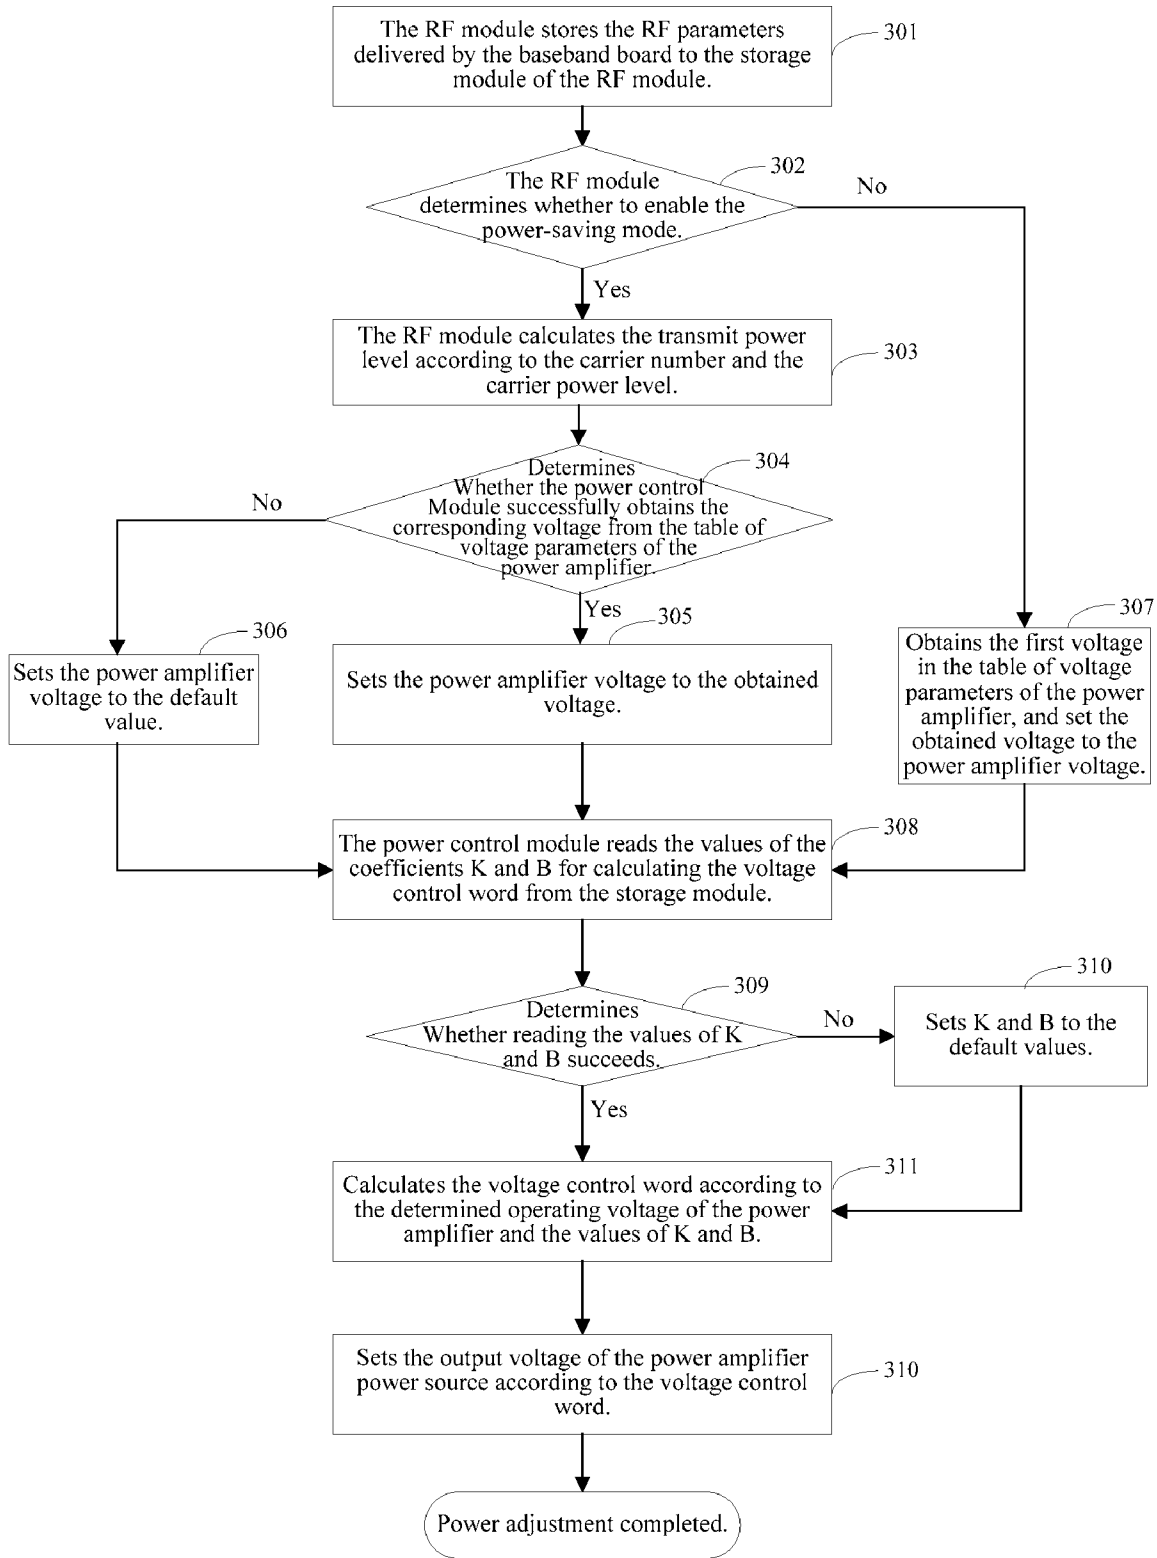 The RF module stores the RF parameters
delivered by the baseband board to the storage
module of the RF module.
301
302
The RF module
determines whether to enable the
power-saving mode.
No
Yes
The RF module calculates the transmit power
level according to the carrier number and the
carrier power level.
303
304
Determines
Whether the power control
Module successfully obtains the
corresponding voltage from the table of
voltage parameters of the
power amplifier.
No
Yes
306
Sets the power amplifier
voltage to the default
value.
305
Sets the power amplifier voltage to the obtained
voltage.
307
Obtains the first voltage
in the table of voltage
parameters of the power
amplifier, and set the
obtained voltage to the
power amplifier voltage.
308
The power control module reads the values of the
coefficients K and B for calculating the voltage
control word from the storage module.
309
Determines
Whether reading the values of K
and B succeeds.
No
Yes
310
Sets K and B to the
default values.
311
Calculates the voltage control word according to
the determined operating voltage of the power
amplifier and the values of K and B.
Sets the output voltage of the power amplifier
power source according to the voltage control
word.
310
Power adjustment completed.